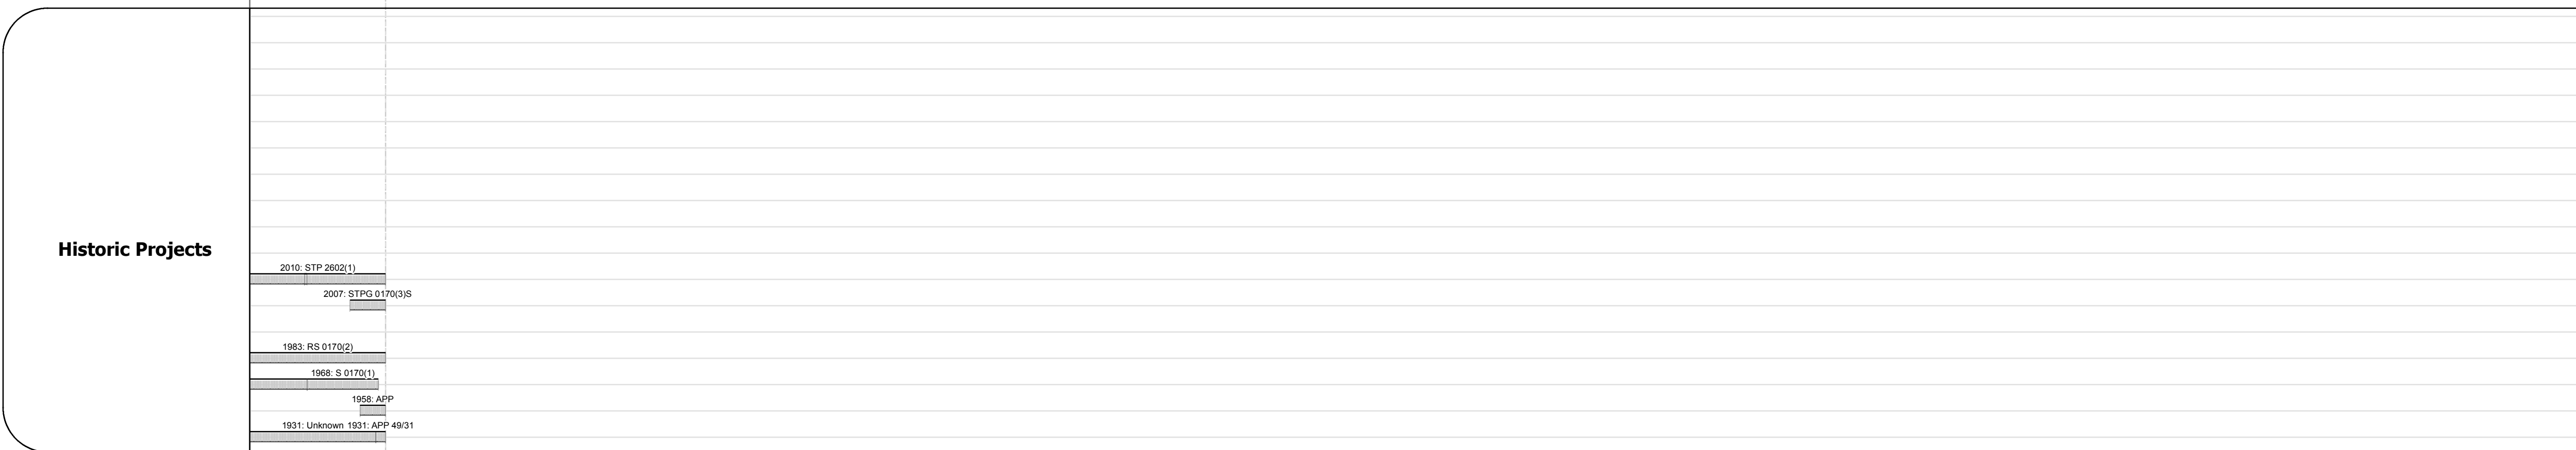 Historic Projects
2010: STP 2602(1)
2007: STPG 0170(3)S
1983: RS 0170(2)
1968: S 0170(1)
1958: APP
1931: Unknown 1931: APP 49/31